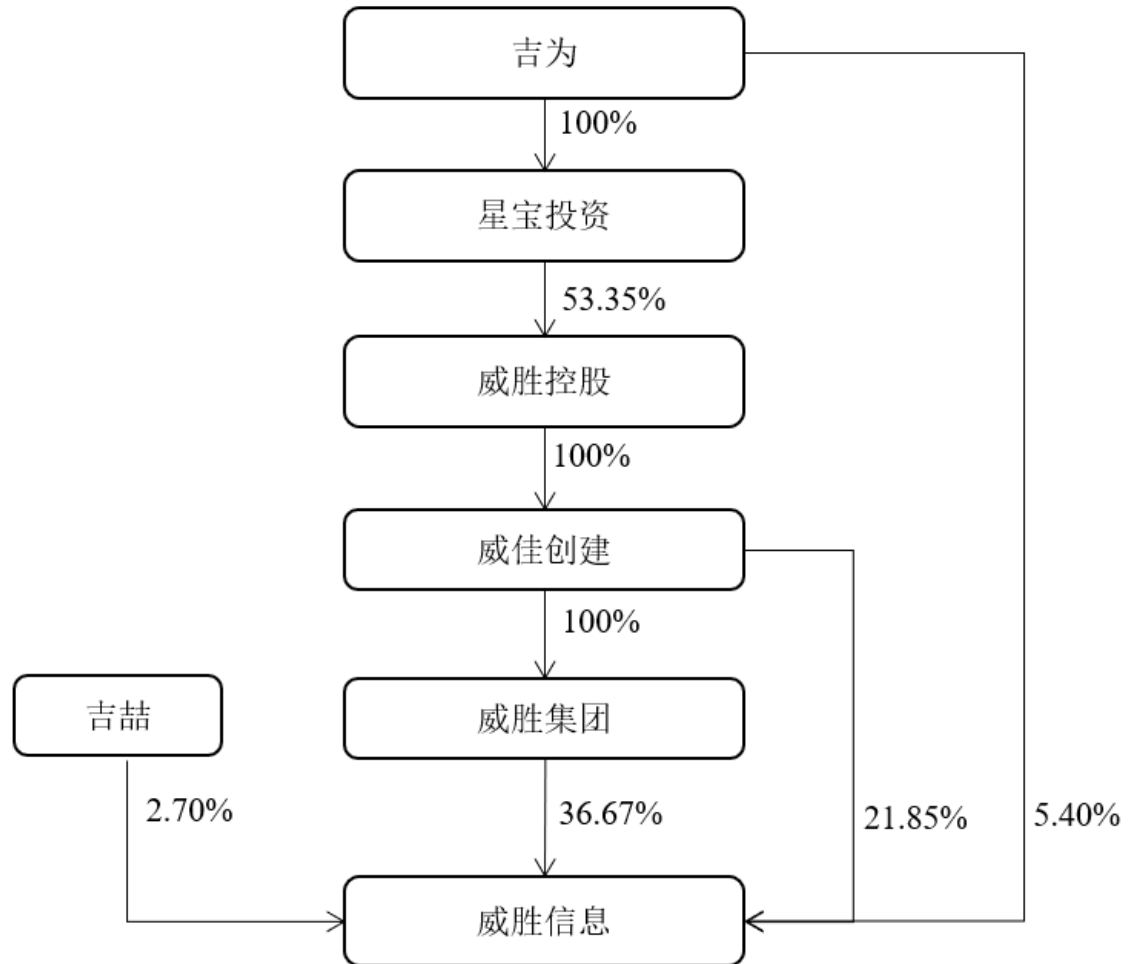 吉为
100%
星宝投资
53.35%
威胜控股
100%
威佳创建
100%
吉喆
威胜集团
2.70%
36.67%
21.85%
5.40%
威胜信息